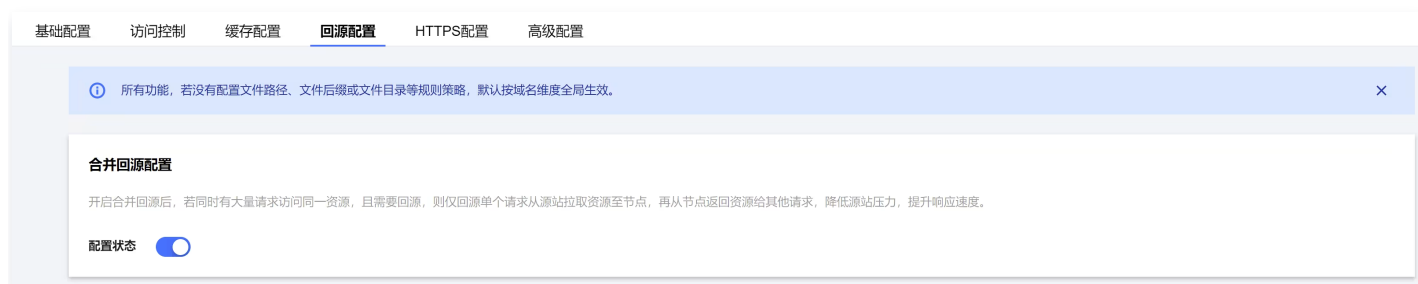 基础配置 访问控制 缓存配置 回源配置 HTTPS配置 高级配置
所有功能，若没有配置文件路径、文件后缀或文件目录等规则策略，默认按域名维度全局生效。
合并回源配置
开启合并回源后，若同时有大量请求访问同一资源，且需要回源，则仅回源单个请求从源站拉取资源至节点，再从节点返回资源给其他请求，降低源站压力，提升响应速度。
配置状态